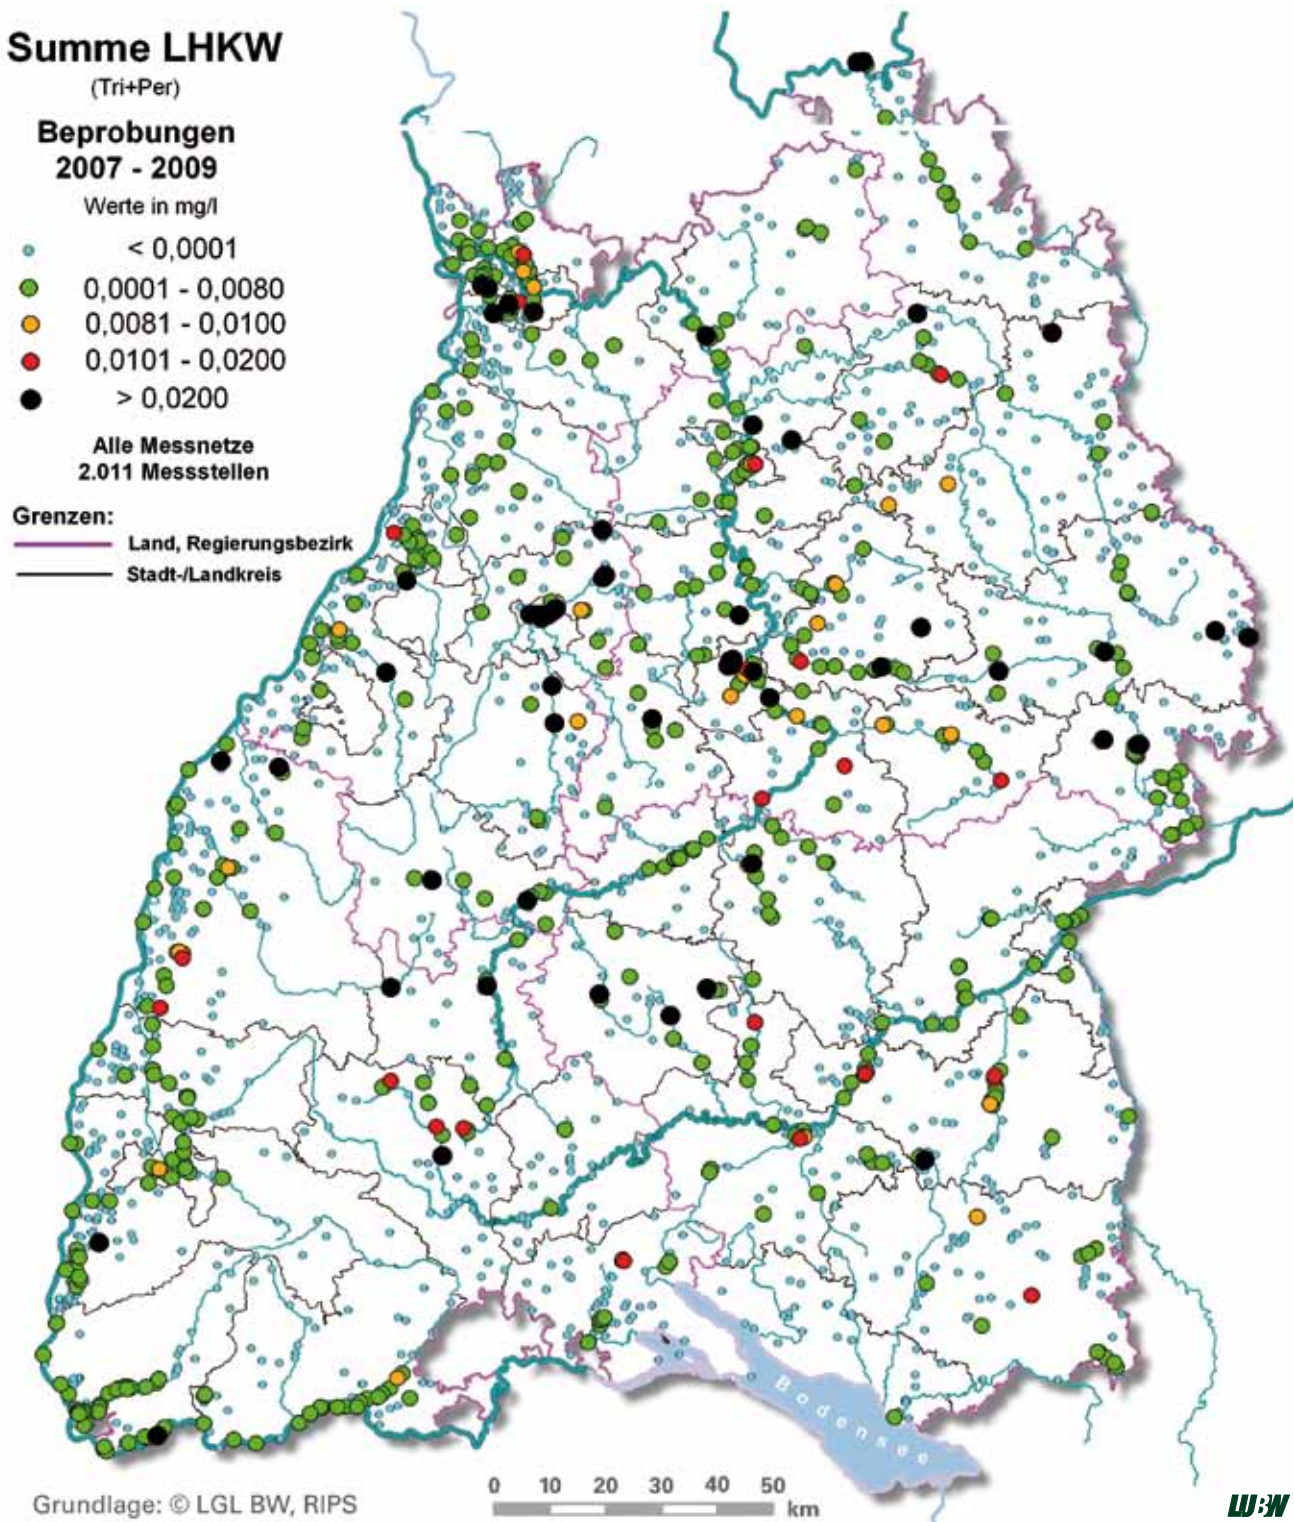 Summe LHKW
(Tri+Per)
Beprobungen
2007 - 2009
Werte in mg/l
< 0,0001
0,0001 - 0,0080
0,0081 - 0,0100
0,0101 - 0,0200
> 0,0200
Alle Messnetze
2.011 Messstellen
Grenzen:
Land, Regierungsbezirk
Stadt-/Landkreis
Bodensee
0 10 20 30 40 50
km
Grundlage: © LGL BW, RIPS
LUBW